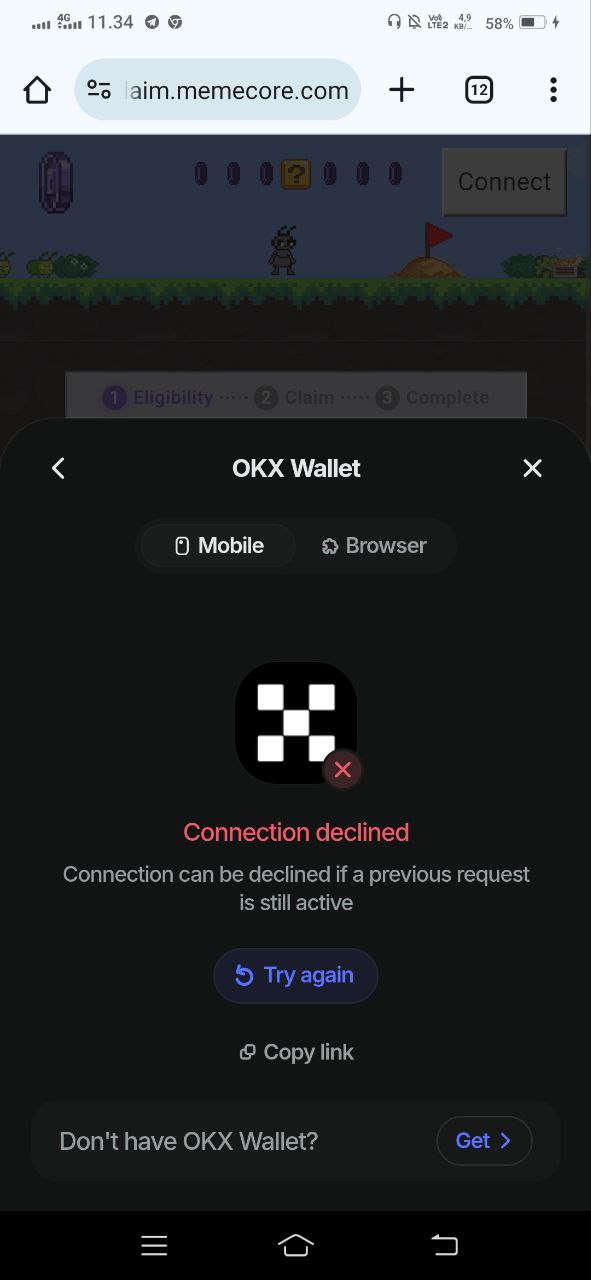 4G 11.34
VoD LTE2 4,9 KB/... 58%
aim.memecore.com
12
?
Connect
1 Eligibility ····· 2 Claim ····· 3 Complete
OKX Wallet
Mobile Browser
Connection declined
Connection can be declined if a previous request
is still active
Try again
Copy link
Don't have OKX Wallet?
Get >